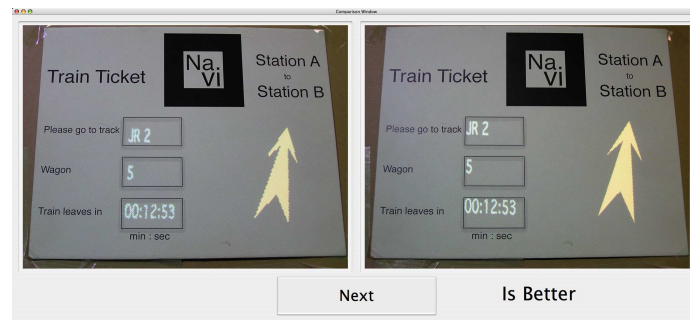 Comparison Window
Train Ticket
Na.
vi
Station A
to
Station B
Please go to track
JR 2
Wagon
5
Train leaves in
00:12:53
min : sec
Train Ticket
Na.
vi
Station A
to
Station B
Please go to track
JR 2
Wagon
5
Train leaves in
00:12:53
min : sec
Next
Is Better